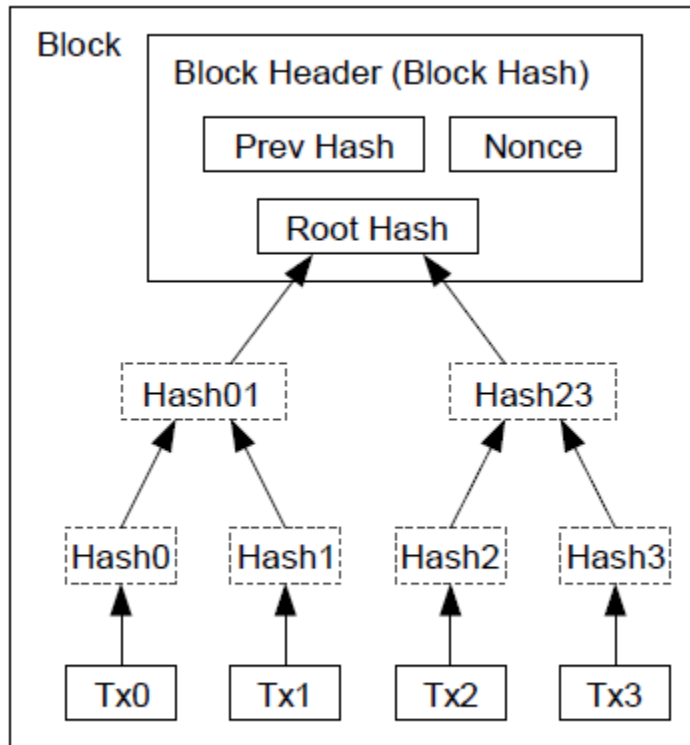 Block
Block Header (Block Hash)
Prev Hash
Nonce
Root Hash
Hash01
Hash23
Hash0
Hash1
Hash2
Hash3
Tx0
Tx1
Tx2
Tx3